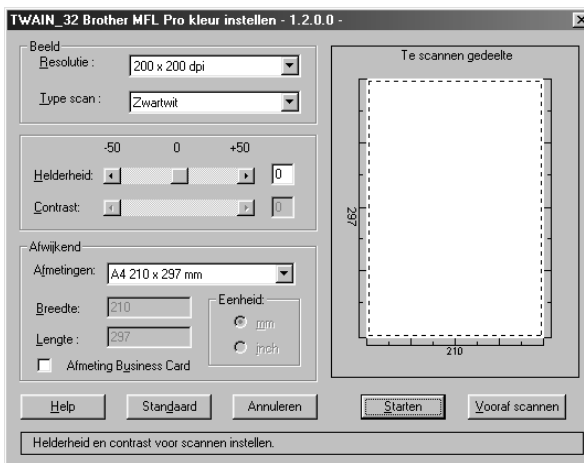 TWAIN_32 Brother MFL Pro kleur instellen - 1.2.0.0 -
Beeld
Resolutie : 200 x 200 dpi
Type scan : Zwartwit
-50 0 +50
Helderheid: 0
Contrast: 0
Afwijkend
Afmetingen: A4 210 x 297 mm
Breedte: 210
Lengte : 297
Eenheid:
mm
inch
Afmeting Business Card
Te scannen gedeelte
297
210
Help Standaard Annuleren Starten Vooraf scannen
Helderheid en contrast voor scannen instellen.